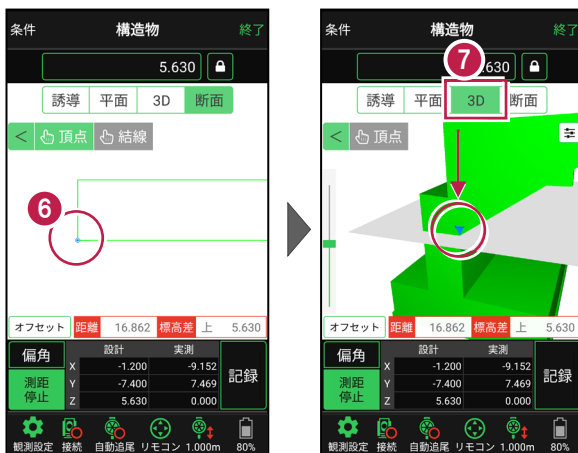 条件 構造物 終了
5.630
誘導 平面 3D 断面
< 頂点 結線
6
オフセット 距離 16.862 標高差 上 5.630
偏角 設計 実測
X -1.200 -9.152
測距停止 Y -7.400 7.469 記録
Z 5.630 0.000
観測設定 接続 自動追尾 リモコン 1.000m 80%
条件 構造物 終了
7
.630
誘導 平面 3D 断面
< 頂点
オフセット 距離 16.862 標高差 上 5.630
偏角 設計 実測
X -1.200 -9.152
測距停止 Y -7.400 7.469 記録
Z 5.630 0.000
観測設定 接続 自動追尾 リモコン 1.000m 80%